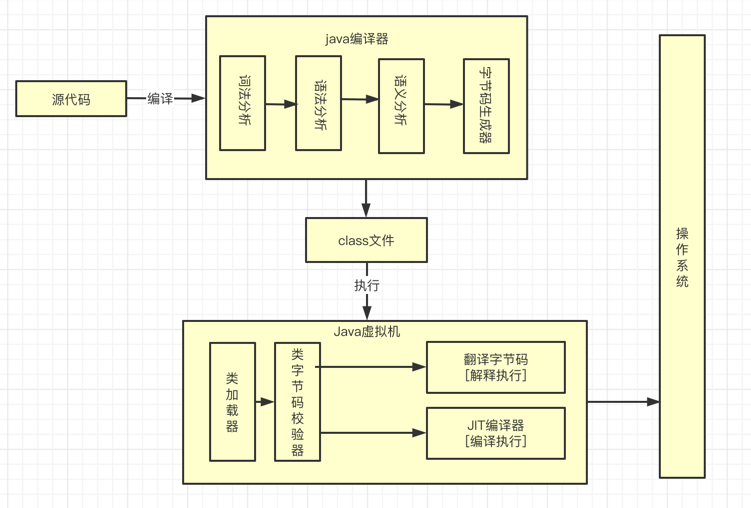 java编译器
源代码
编译
词法分析
语法分析
语义分析
字节码生成器
class文件
执行
Java虚拟机
类加载器
类字节码校验器
翻译字节码
[解释执行]
JIT编译器
[编译执行]
操作系统